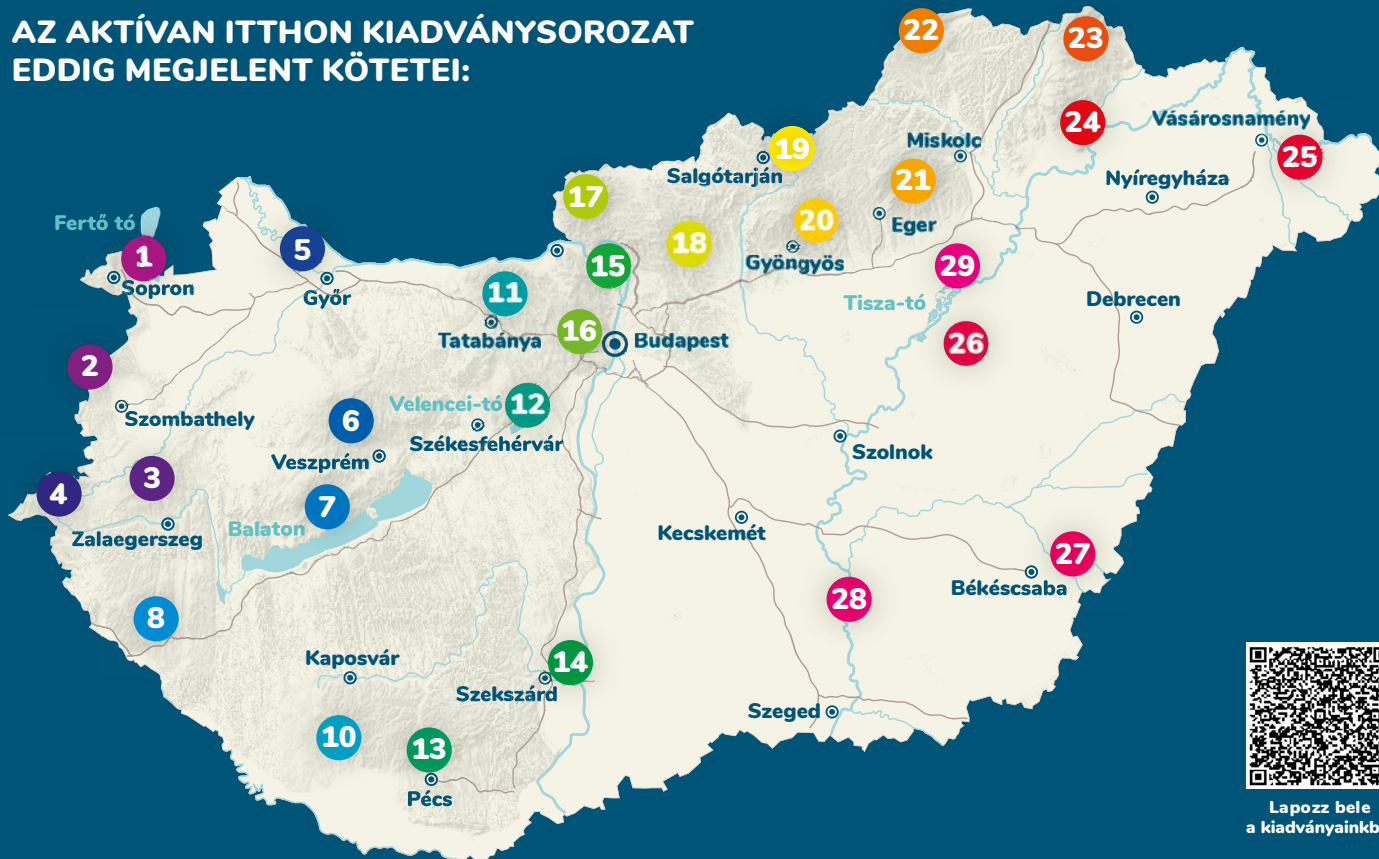 AZ AKTÍVAN ITTHON KIADVÁNYSOROZAT
EDDIG MEGJELENT KÖTETEI:
22
23
24
Vásárosnamény
25
Miskolc
19
Salgótarján
21
Nyíregyháza
17
20
Eger
18
Gyöngyös
Fertő tó
1
Sopron
5
Győr
15
29
Tisza-tó
Debrecen
11
Tatabánya
16
Budapest
26
2
Szombathely
Velencei-tó
12
6
Székesfehérvár
Veszprém
Szolnok
3
4
7
Balaton
Zalaegerszeg
Kecskemét
27
Békéscsaba
28
8
Kaposvár
14
Szekszárd
Szeged
10
13
Pécs
Lapozz bele
a